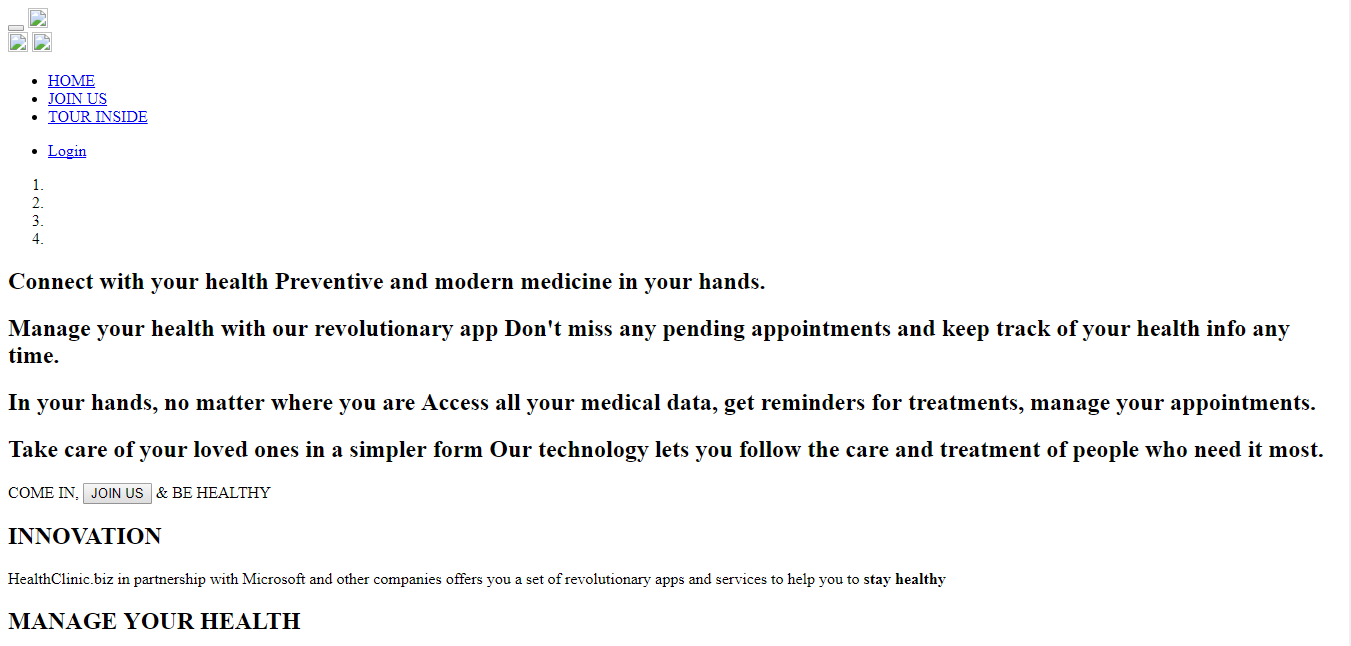 HOME
JOIN US
TOUR INSIDE
Login
1.
2.
3.
4.
Connect with your health Preventive and modern medicine in your hands.
Manage your health with our revolutionary app Don't miss any pending appointments and keep track of your health info any
time.
In your hands, no matter where you are Access all your medical data, get reminders for treatments, manage your appointments.
Take care of your loved ones in a simpler form Our technology lets you follow the care and treatment of people who need it most.
COME IN, JOIN US & BE HEALTHY
INNOVATION
HealthClinic.biz in partnership with Microsoft and other companies offers you a set of revolutionary apps and services to help you to stay healthy
MANAGE YOUR HEALTH